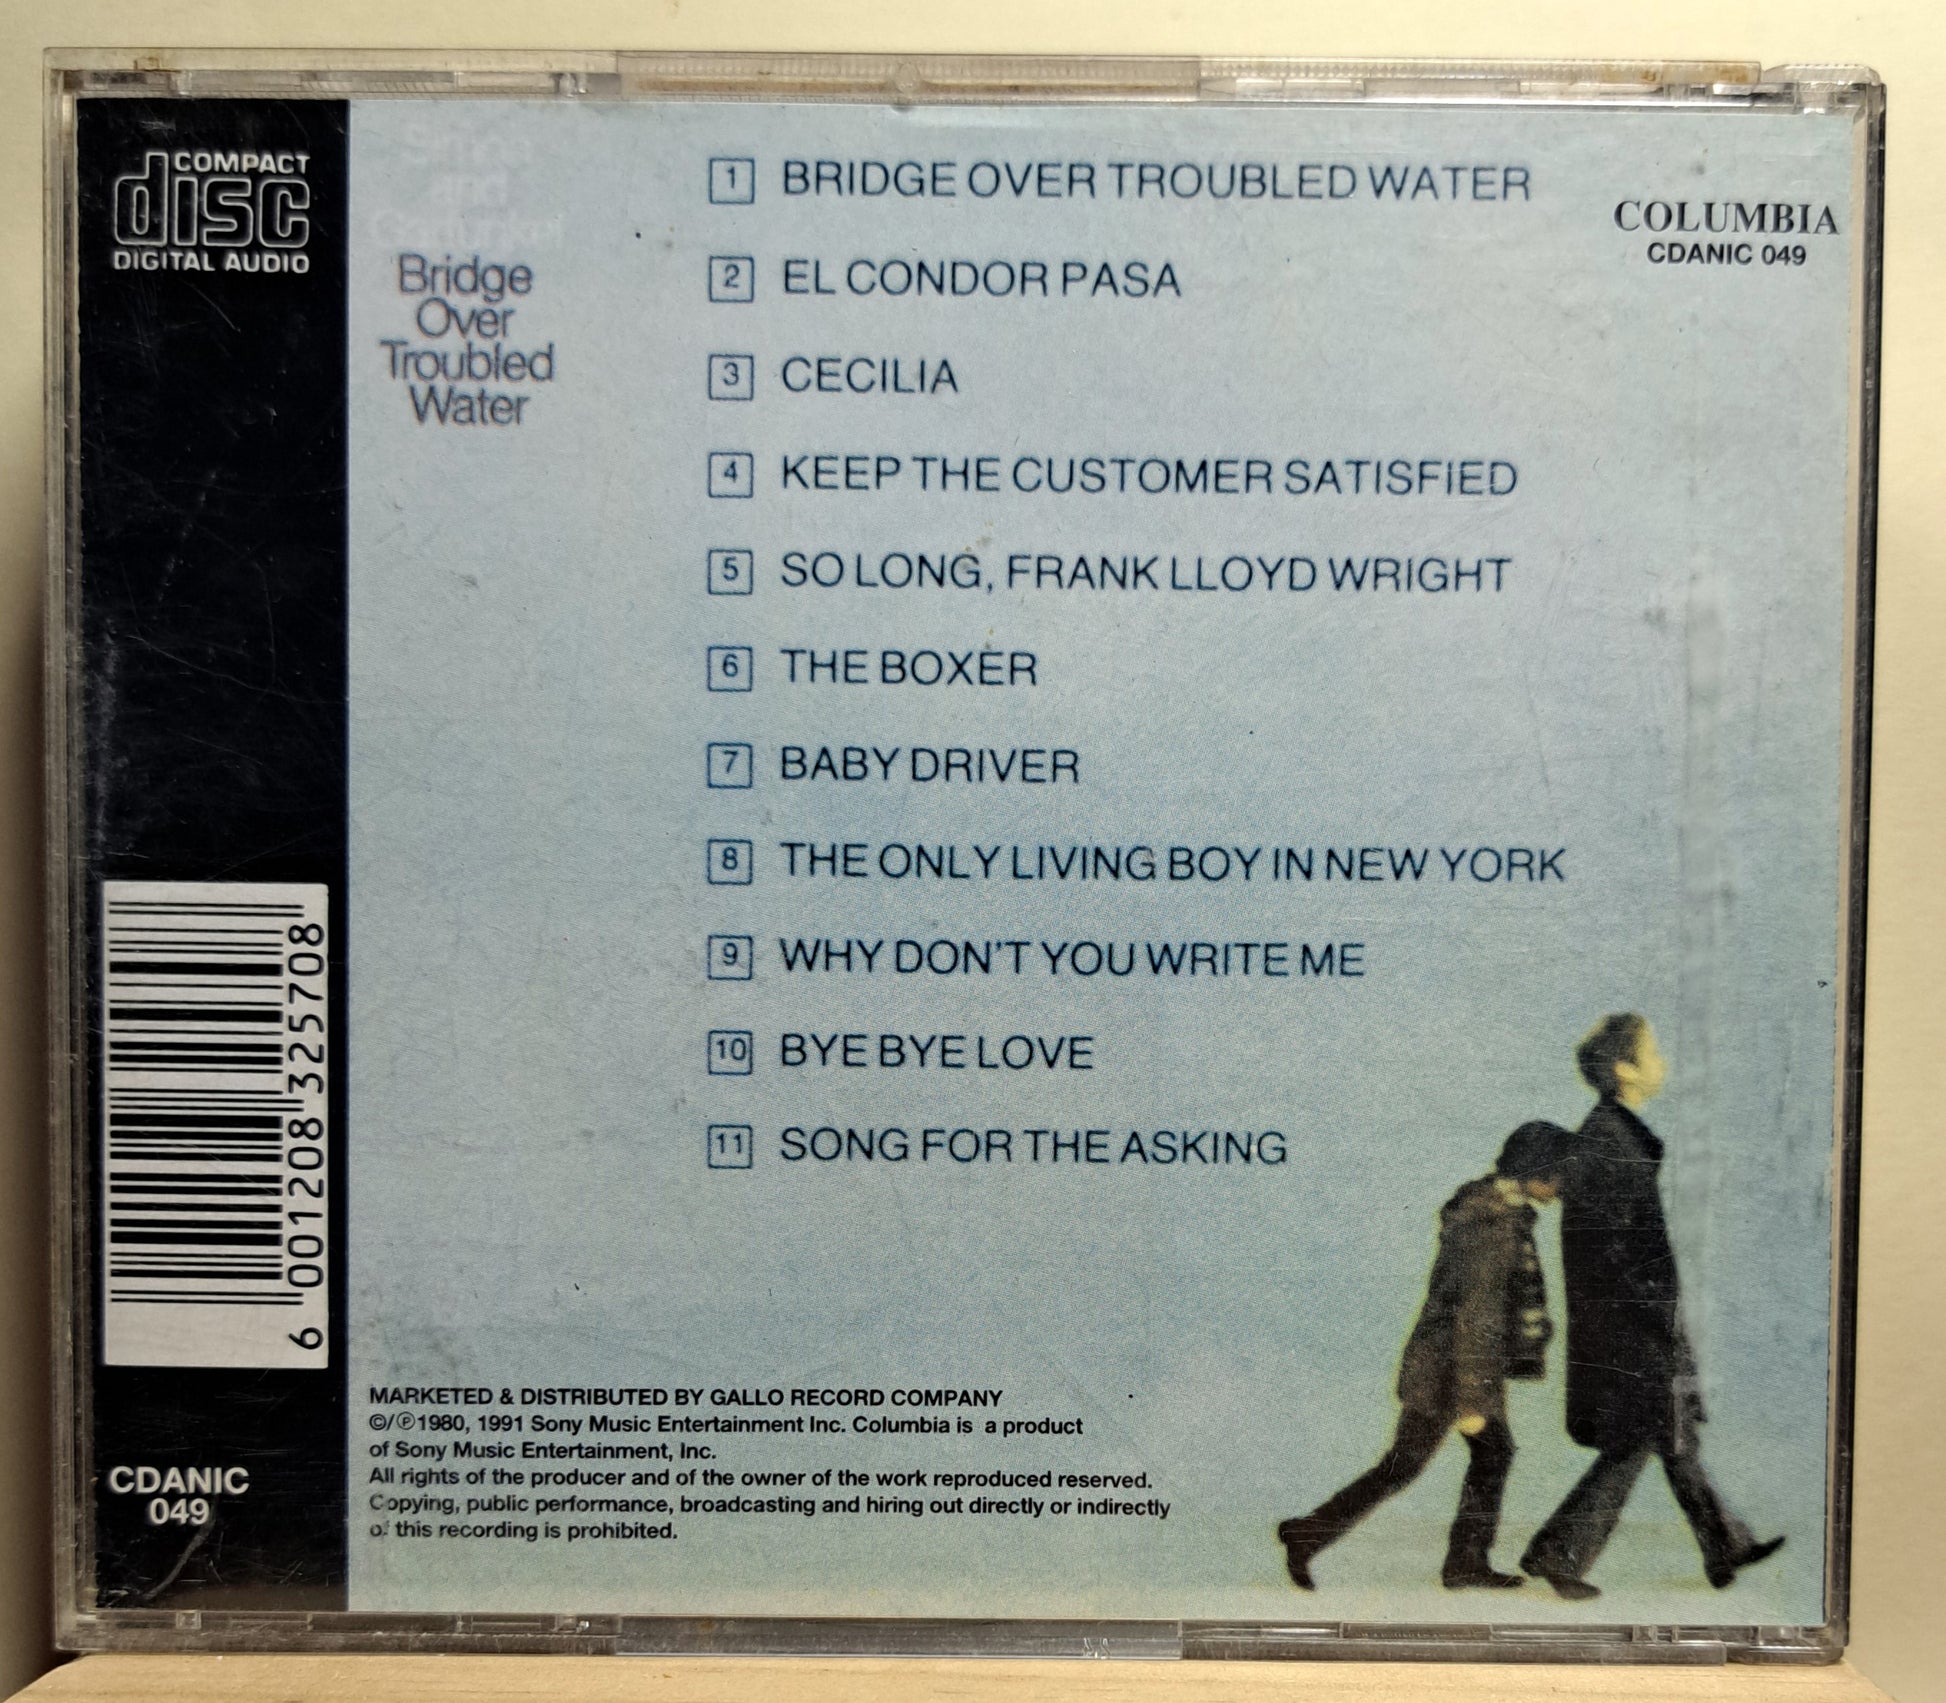 COMPACT
disc
DIGITAL AUDIO
Simon
and
Garfunkel
Bridge
Over
Troubled
Water
1 BRIDGE OVER TROUBLED WATER
2 EL CONDOR PASA
3 CECILIA
4 KEEP THE CUSTOMER SATISFIED
5 SO LONG, FRANK LLOYD WRIGHT
6 THE BOXER
7 BABY DRIVER
8 THE ONLY LIVING BOY IN NEW YORK
9 WHY DON'T YOU WRITE ME
10 BYE BYE LOVE
11 SONG FOR THE ASKING
COLUMBIA
CDANIC 049
6 001208 325708
MARKETED & DISTRIBUTED BY GALLO RECORD COMPANY
©/℗1980, 1991 Sony Music Entertainment Inc. Columbia is a product
of Sony Music Entertainment, Inc.
All rights of the producer and of the owner of the work reproduced reserved.
Copying, public performance, broadcasting and hiring out directly or indirectly
of this recording is prohibited.
CDANIC
049